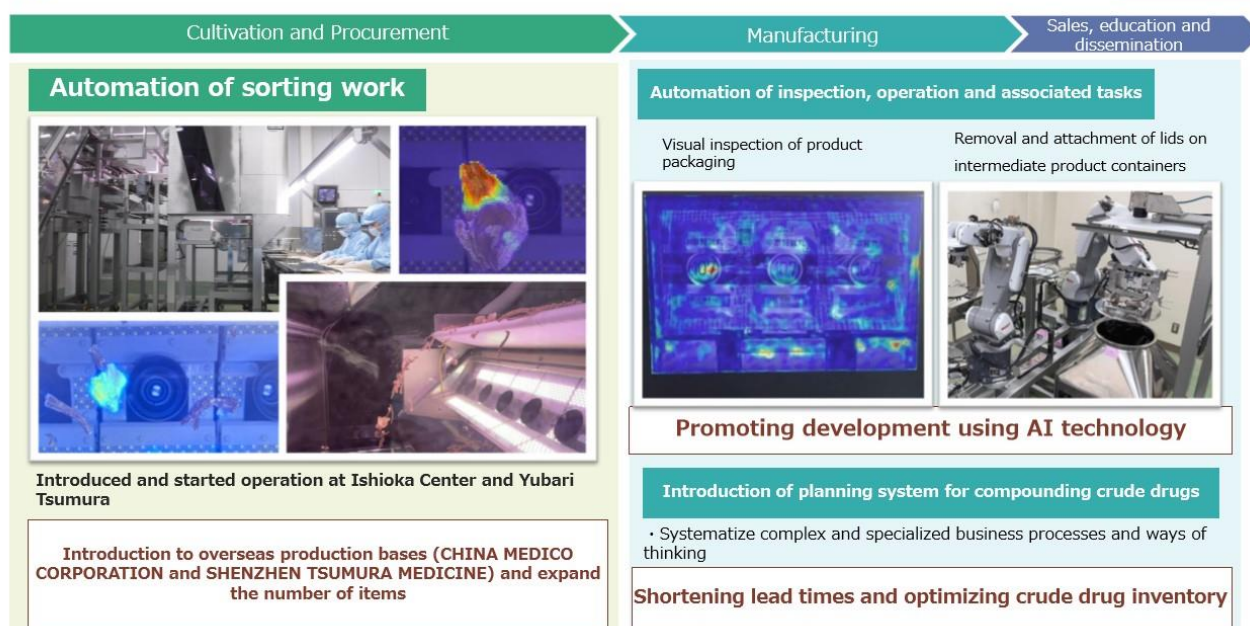 Cultivation and Procurement
Manufacturing
Sales, education and
dissemination
Automation of sorting work
Introduced and started operation at Ishioka Center and Yubari
Tsumura
Introduction to overseas production bases (CHINA MEDICO
CORPORATION and SHENZHEN TSUMURA MEDICINE) and expand
the number of items
Automation of inspection, operation and associated tasks
Visual inspection of product
packaging
Removal and attachment of lids on
intermediate product containers
Promoting development using AI technology
Introduction of planning system for compounding crude drugs
・Systematize complex and specialized business processes and ways of
thinking
Shortening lead times and optimizing crude drug inventory